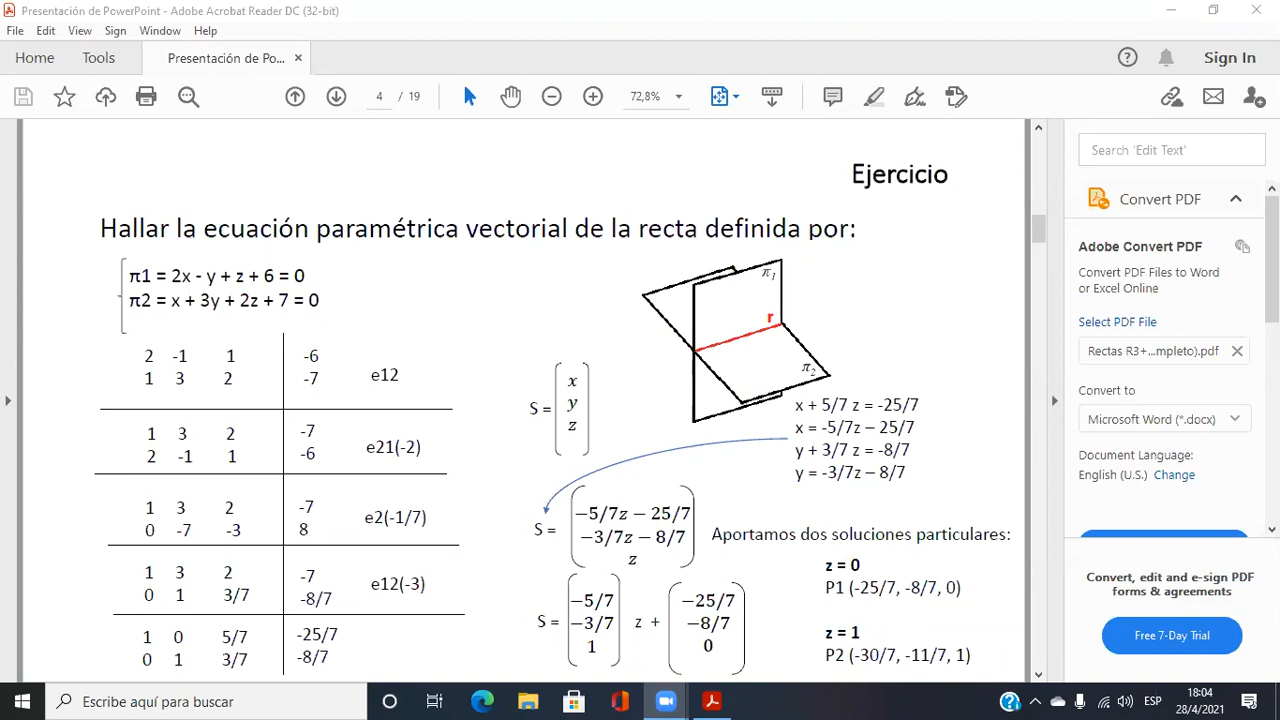 Presentación de PowerPoint - Adobe Acrobat Reader DC (32-bit)
File Edit View Sign Window Help
Home Tools Presentación de Po... × Sign In
4 / 19 72,8%
Ejercicio
Hallar la ecuación paramétrica vectorial de la recta definida por:
π1 = 2x - y + z + 6 = 0
π2 = x + 3y + 2z + 7 = 0
2 -1 1 -6
1 3 2 -7
e12
1 3 2 -7
2 -1 1 -6
e21(-2)
1 3 2 -7
0 -7 -3 8
e2(-1/7)
1 3 2 -7
0 1 3/7 -8/7
e12(-3)
1 0 5/7 -25/7
0 1 3/7 -8/7
π1
r
π2
S =
x
y
z
x + 5/7 z = -25/7
x = -5/7z – 25/7
y + 3/7 z = -8/7
y = -3/7z – 8/7
S =
−5/7z − 25/7
−3/7z − 8/7
z
S =
−5/7
−3/7
1
z +
−25/7
−8/7
0
Aportamos dos soluciones particulares:
z = 0
P1 (-25/7, -8/7, 0)
z = 1
P2 (-30/7, -11/7, 1)
Search 'Edit Text'
Convert PDF
Adobe Convert PDF
Convert PDF Files to Word
or Excel Online
Select PDF File
Rectas R3+...mpleto).pdf
Convert to
Microsoft Word (*.docx)
Document Language:
English (U.S.) Change
Convert, edit and e-sign PDF
forms & agreements
Free 7-Day Trial
Escribe aquí para buscar
ESP
18:04
28/4/2021